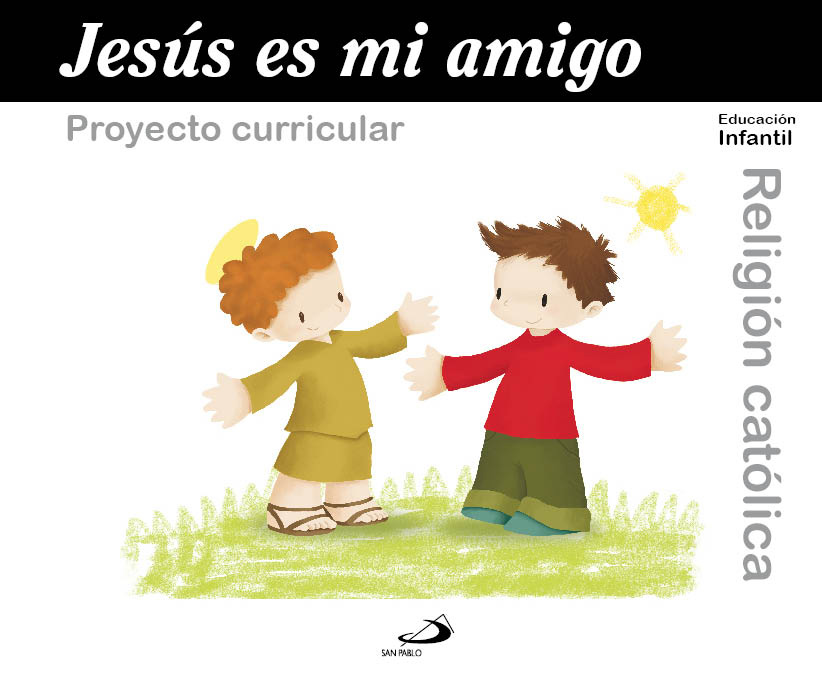 Jesús es mi amigo
Proyecto curricular
Educación
Infantil
Religión católica
SAN PABLO